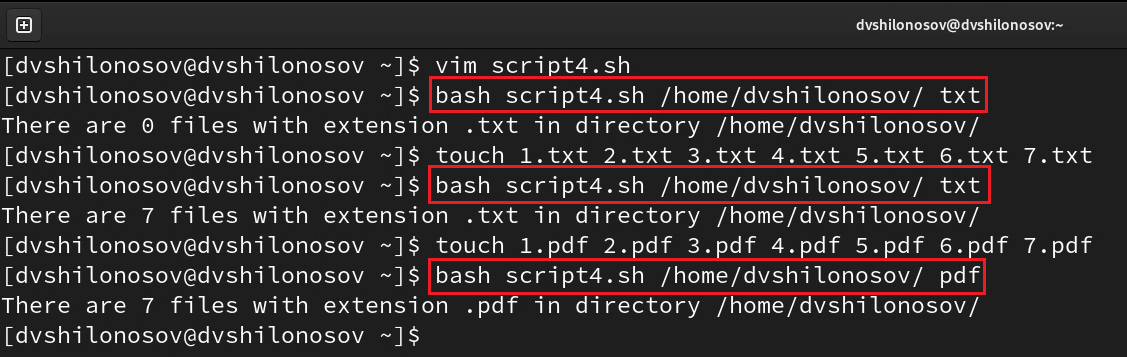 dvshilonosov@dvshilonosov:~
[dvshilonosov@dvshilonosov ~]$ vim script4.sh
[dvshilonosov@dvshilonosov ~]$ bash script4.sh /home/dvshilonosov/ txt
There are 0 files with extension .txt in directory /home/dvshilonosov/
[dvshilonosov@dvshilonosov ~]$ touch 1.txt 2.txt 3.txt 4.txt 5.txt 6.txt 7.txt
[dvshilonosov@dvshilonosov ~]$ bash script4.sh /home/dvshilonosov/ txt
There are 7 files with extension .txt in directory /home/dvshilonosov/
[dvshilonosov@dvshilonosov ~]$ touch 1.pdf 2.pdf 3.pdf 4.pdf 5.pdf 6.pdf 7.pdf
[dvshilonosov@dvshilonosov ~]$ bash script4.sh /home/dvshilonosov/ pdf
There are 7 files with extension .pdf in directory /home/dvshilonosov/
[dvshilonosov@dvshilonosov ~]$